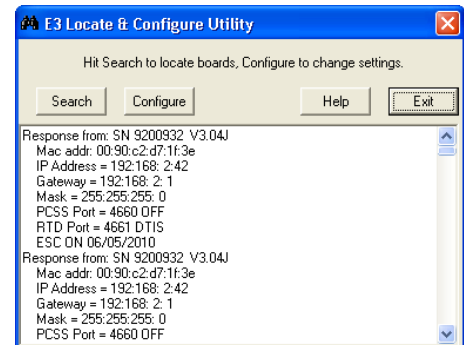 E3 Locate & Configure Utility
Hit Search to locate boards, Configure to change settings.
Search Configure Help Exit
Response from: SN 9200932 V3.04J
Mac addr: 00:90:c2:d7:1f:3e
IP Address = 192:168: 2:42
Gateway = 192:168: 2: 1
Mask = 255:255:255: 0
PCSS Port = 4660 OFF
RTD Port = 4661 DTIS
ESC ON 06/05/2010
Response from: SN 9200932 V3.04J
Mac addr: 00:90:c2:d7:1f:3e
IP Address = 192:168: 2:42
Gateway = 192:168: 2: 1
Mask = 255:255:255: 0
PCSS Port = 4660 OFF